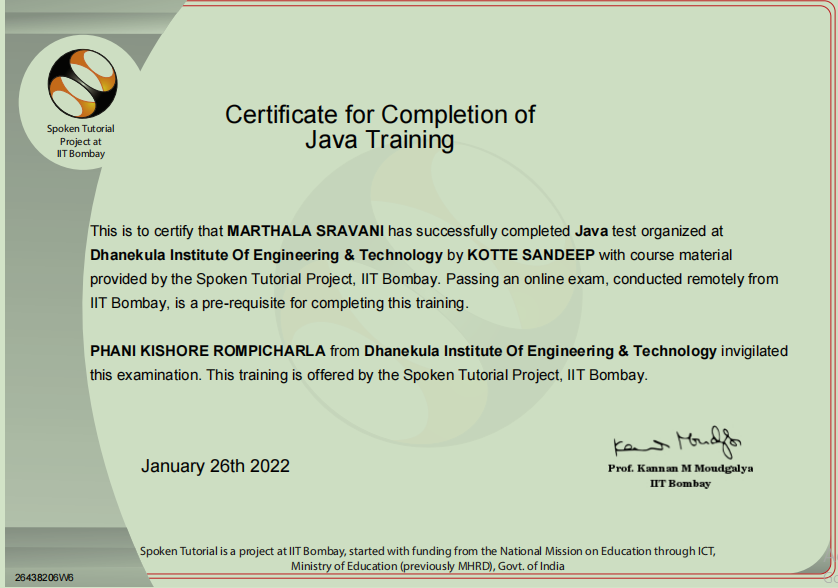 Spoken Tutorial
Project at
IIT Bombay
Certificate for Completion of
Java Training
This is to certify that MARTHALA SRAVANI has successfully completed Java test organized at
Dhanekula Institute Of Engineering & Technology by KOTTE SANDEEP with course material
provided by the Spoken Tutorial Project, IIT Bombay. Passing an online exam, conducted remotely from
IIT Bombay, is a pre-requisite for completing this training.
PHANI KISHORE ROMPICHARLA from Dhanekula Institute Of Engineering & Technology invigilated
this examination. This training is offered by the Spoken Tutorial Project, IIT Bombay.
January 26th 2022
Prof. Kannan M Moudgalya
IIT Bombay
Spoken Tutorial is a project at IIT Bombay, started with funding from the National Mission on Education through ICT,
Ministry of Education (previously MHRD), Govt. of India
26438206W6